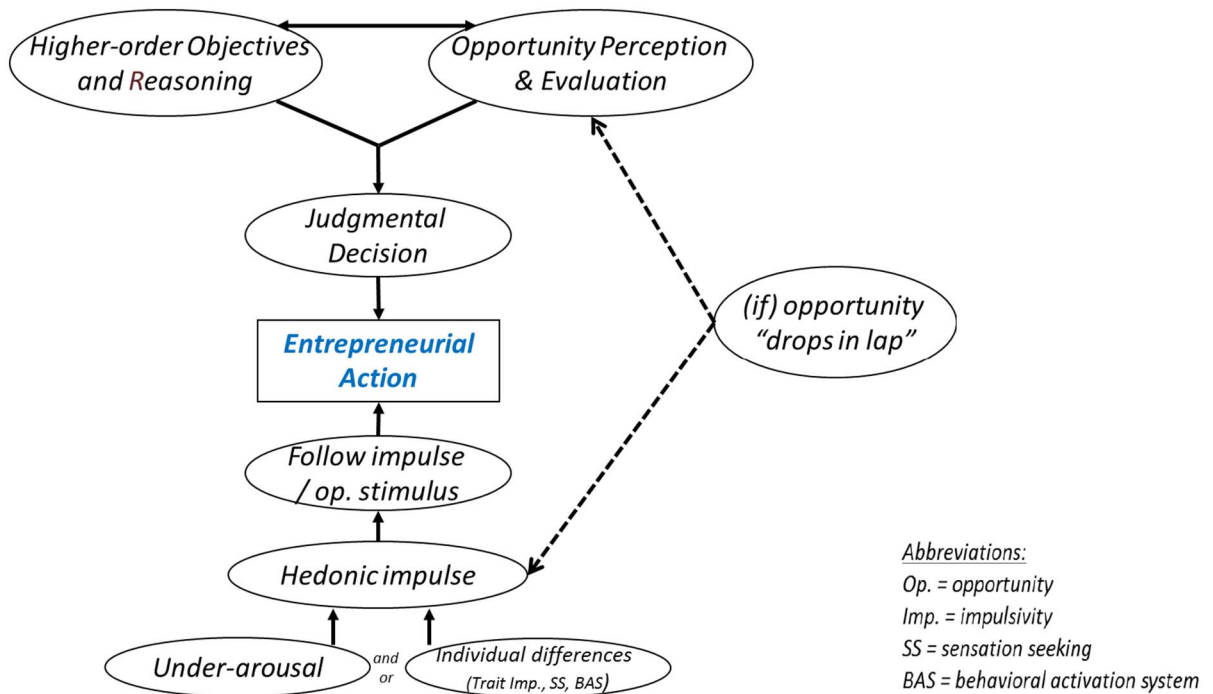 Higher-order Objectives
and Reasoning
Opportunity Perception
& Evaluation
Judgmental
Decision
(if) opportunity
“drops in lap”
Entrepreneurial
Action
Follow impulse
/ op. stimulus
Hedonic impulse
Under-arousal
and
or
Individual differences
(Trait Imp., SS, BAS)
Abbreviations:
Op. = opportunity
Imp. = impulsivity
SS = sensation seeking
BAS = behavioral activation system